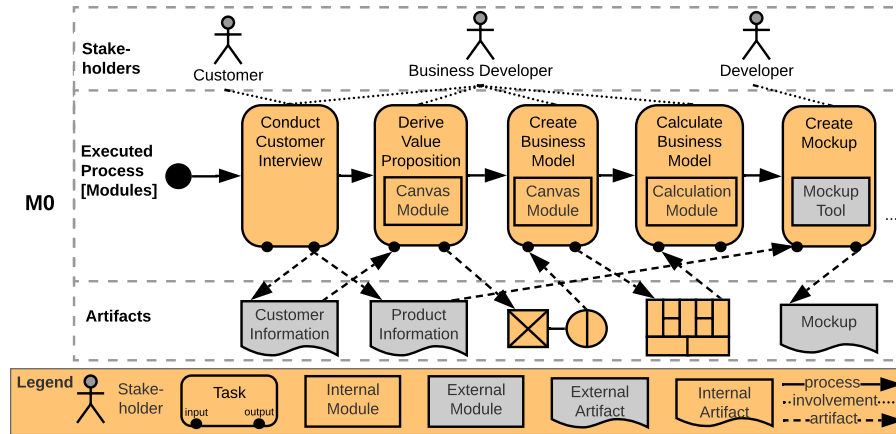 Stake-
holders
Customer
Business Developer
Developer
M0
Executed
Process
[Modules]
Conduct
Customer
Interview
Derive
Value
Proposition
Canvas
Module
Create
Business
Model
Canvas
Module
Calculate
Business
Model
Calculation
Module
Create
Mockup
Mockup
Tool
...
Artifacts
Customer
Information
Product
Information
Mockup
Legend
Stake-
holder
Task
input
output
Internal
Module
External
Module
External
Artifact
Internal
Artifact
process
involvement
artifact